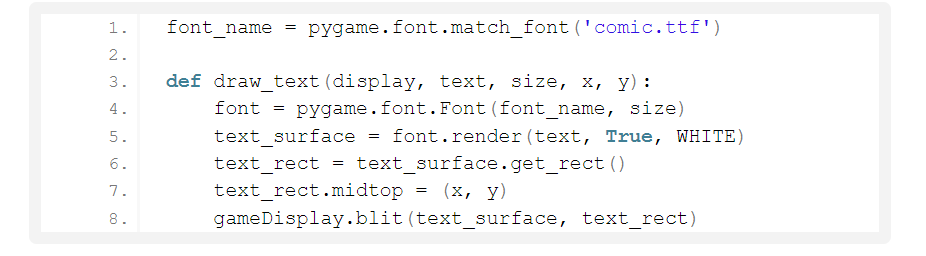 1. font_name = pygame.font.match_font('comic.ttf')
2.
3. def draw_text(display, text, size, x, y):
4.     font = pygame.font.Font(font_name, size)
5.     text_surface = font.render(text, True, WHITE)
6.     text_rect = text_surface.get_rect()
7.     text_rect.midtop = (x, y)
8.     gameDisplay.blit(text_surface, text_rect)